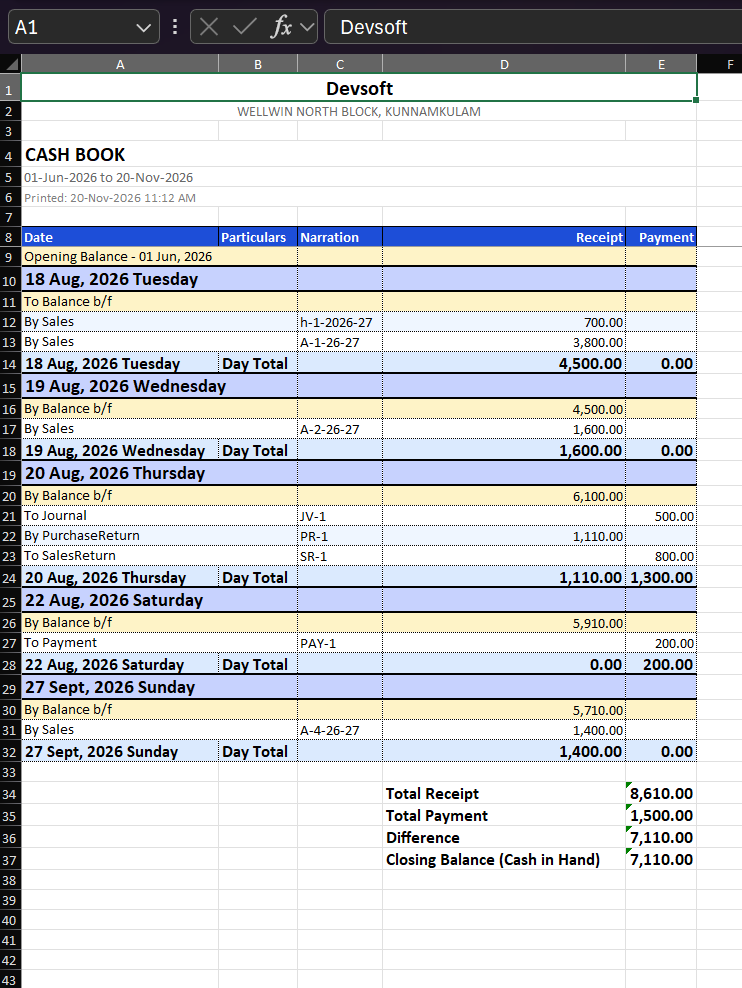 A1 fx Devsoft
A B C D E F
1 Devsoft
2 WELLWIN NORTH BLOCK, KUNNAMKULAM
3
4 CASH BOOK
5 01-Jun-2026 to 20-Nov-2026
6 Printed: 20-Nov-2026 11:12 AM
7
8 Date Particulars Narration Receipt Payment
9 Opening Balance - 01 Jun, 2026
10 18 Aug, 2026 Tuesday
11 To Balance b/f
12 By Sales h-1-2026-27 700.00
13 By Sales A-1-26-27 3,800.00
14 18 Aug, 2026 Tuesday Day Total 4,500.00 0.00
15 19 Aug, 2026 Wednesday
16 By Balance b/f 4,500.00
17 By Sales A-2-26-27 1,600.00
18 19 Aug, 2026 Wednesday Day Total 1,600.00 0.00
19 20 Aug, 2026 Thursday
20 By Balance b/f 6,100.00
21 To Journal JV-1 500.00
22 By PurchaseReturn PR-1 1,110.00
23 To SalesReturn SR-1 800.00
24 20 Aug, 2026 Thursday Day Total 1,110.00 1,300.00
25 22 Aug, 2026 Saturday
26 By Balance b/f 5,910.00
27 To Payment PAY-1 200.00
28 22 Aug, 2026 Saturday Day Total 0.00 200.00
29 27 Sept, 2026 Sunday
30 By Balance b/f 5,710.00
31 By Sales A-4-26-27 1,400.00
32 27 Sept, 2026 Sunday Day Total 1,400.00 0.00
33
34 Total Receipt 8,610.00
35 Total Payment 1,500.00
36 Difference 7,110.00
37 Closing Balance (Cash in Hand) 7,110.00
38
39
40
41
42
43